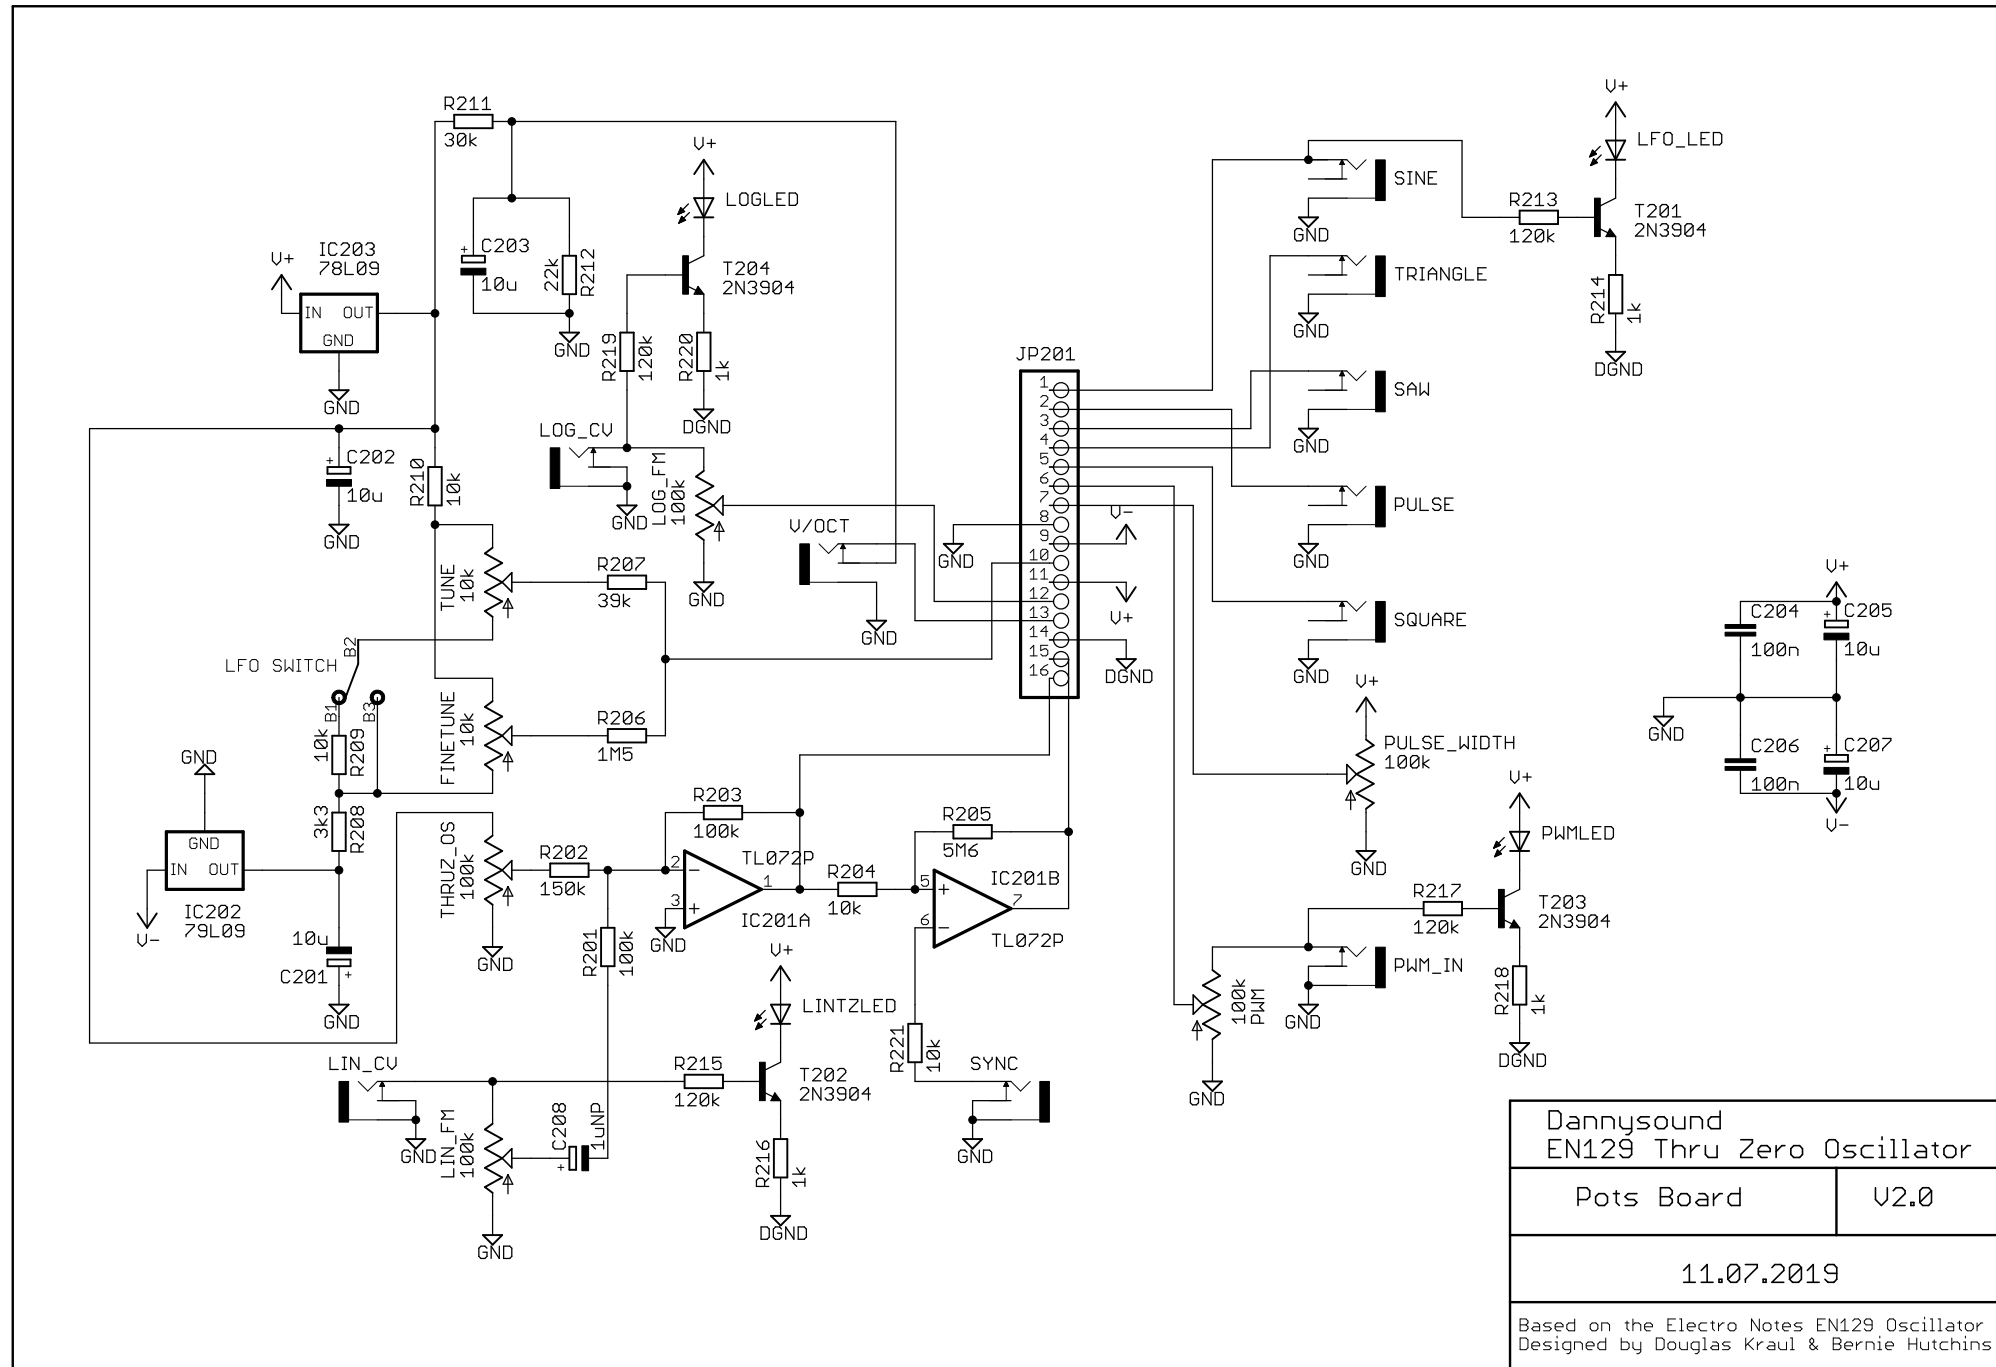 R211
30k
V+
LOGLED
C203
10u
22k
R212
GND
IC203
78L09
V+
IN OUT
GND
GND
T204
2N3904
R219
120k
R220
1k
DGND
LOG_CV
GND
LOG_FM
100k
GND
C202
10u
GND
R210
10k
TUNE
10k
R207
39k
V/OCT
GND
LFO SWITCH
B2
B1
B3
10k
R209
FINETUNE
10k
R206
1M5
GND
3k3
R208
GND
IN OUT
IC202
79L09
V-
10u
C201
GND
THRUZ_OS
100k
GND
R202
150k
R203
100k
TL072P
2
3
1
IC201A
GND
R201
100k
R204
10k
R205
5M6
IC201B
5
6
7
TL072P
R221
10k
SYNC
GND
LIN_CV
GND
LIN_FM
100k
GND
C208
1uNP
R215
120k
V+
LINTZLED
T202
2N3904
R216
1k
DGND
JP201
1
2
3
4
5
6
7
8
9
10
11
12
13
14
15
16
GND
V-
V+
DGND
SINE
GND
TRIANGLE
GND
SAW
GND
PULSE
GND
SQUARE
GND
V+
LFO_LED
R213
120k
T201
2N3904
R214
1k
DGND
V+
PULSE_WIDTH
100k
GND
V+
PWMLED
R217
120k
T203
2N3904
R218
1k
DGND
PWM_IN
GND
100k
PWM
GND
V+
C204
100n
C205
10u
GND
C206
100n
C207
10u
V-
Dannysound
EN129 Thru Zero Oscillator
Pots Board
V2.0
11.07.2019
Based on the Electro Notes EN129 Oscillator
Designed by Douglas Kraul & Bernie Hutchins